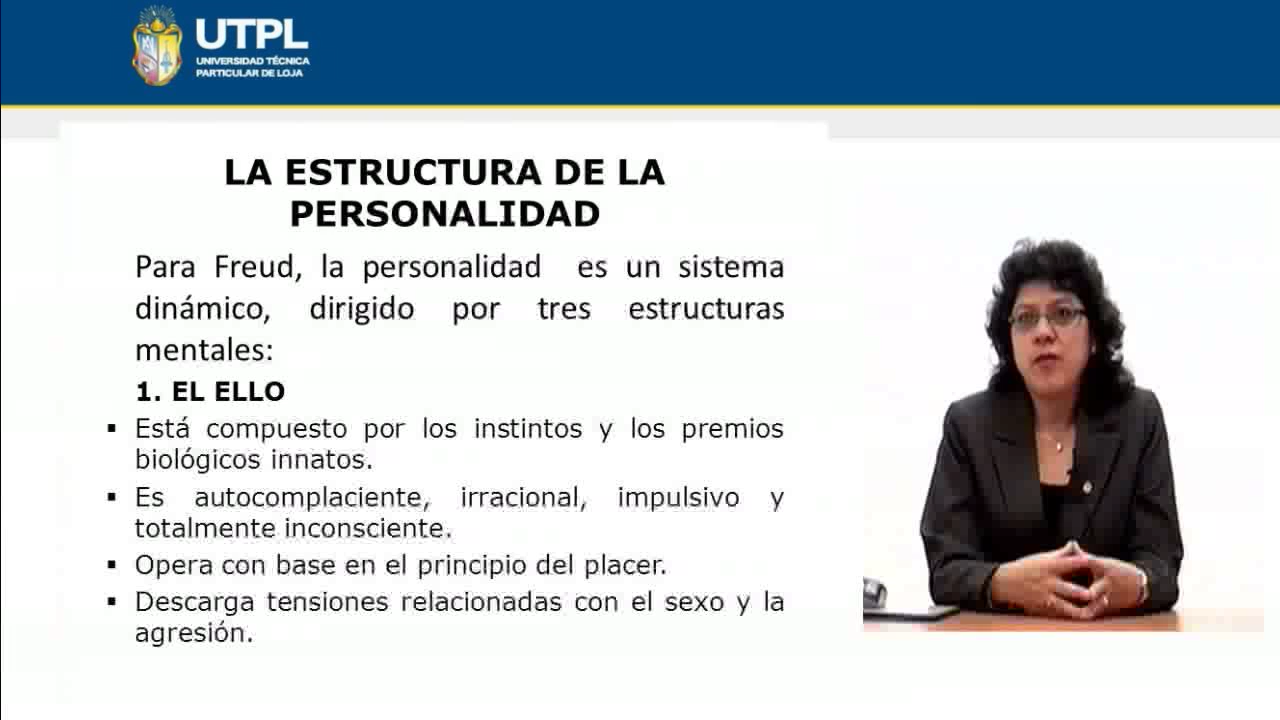 UTPL
UNIVERSIDAD TÉCNICA
PARTICULAR DE LOJA
LA ESTRUCTURA DE LA
PERSONALIDAD
Para Freud, la personalidad es un sistema
dinámico, dirigido por tres estructuras
mentales:
1. EL ELLO
▪ Está compuesto por los instintos y los premios
biológicos innatos.
▪ Es autocomplaciente, irracional, impulsivo y
totalmente inconsciente.
▪ Opera con base en el principio del placer.
▪ Descarga tensiones relacionadas con el sexo y la
agresión.